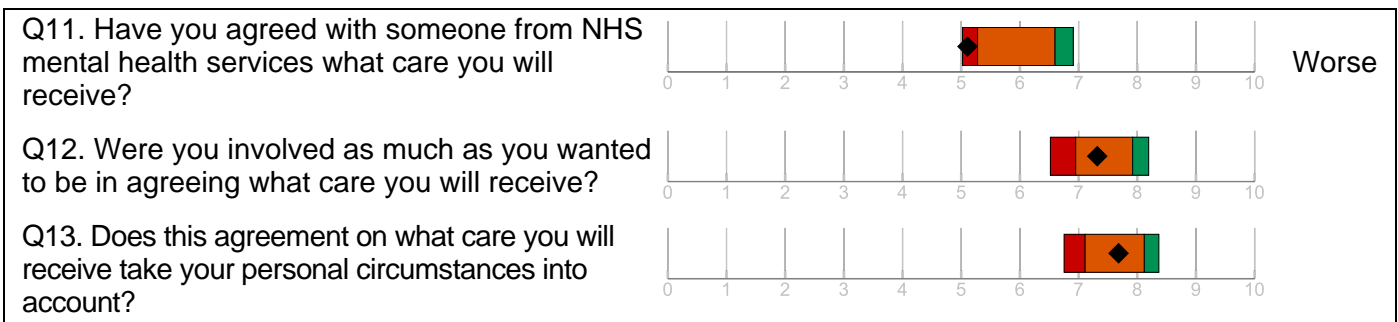 Q11. Have you agreed with someone from NHS
mental health services what care you will
receive?
Worse
0 1 2 3 4 5 6 7 8 9 10
Q12. Were you involved as much as you wanted
to be in agreeing what care you will receive?
0 1 2 3 4 5 6 7 8 9 10
Q13. Does this agreement on what care you will
receive take your personal circumstances into
account?
0 1 2 3 4 5 6 7 8 9 10